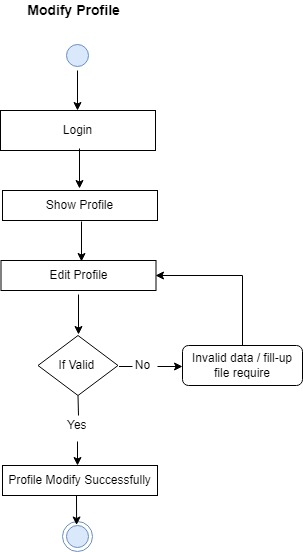 Modify Profile
Login
Show Profile
Edit Profile
If Valid
No
Invalid data / fill-up
file require
Yes
Profile Modify Successfully